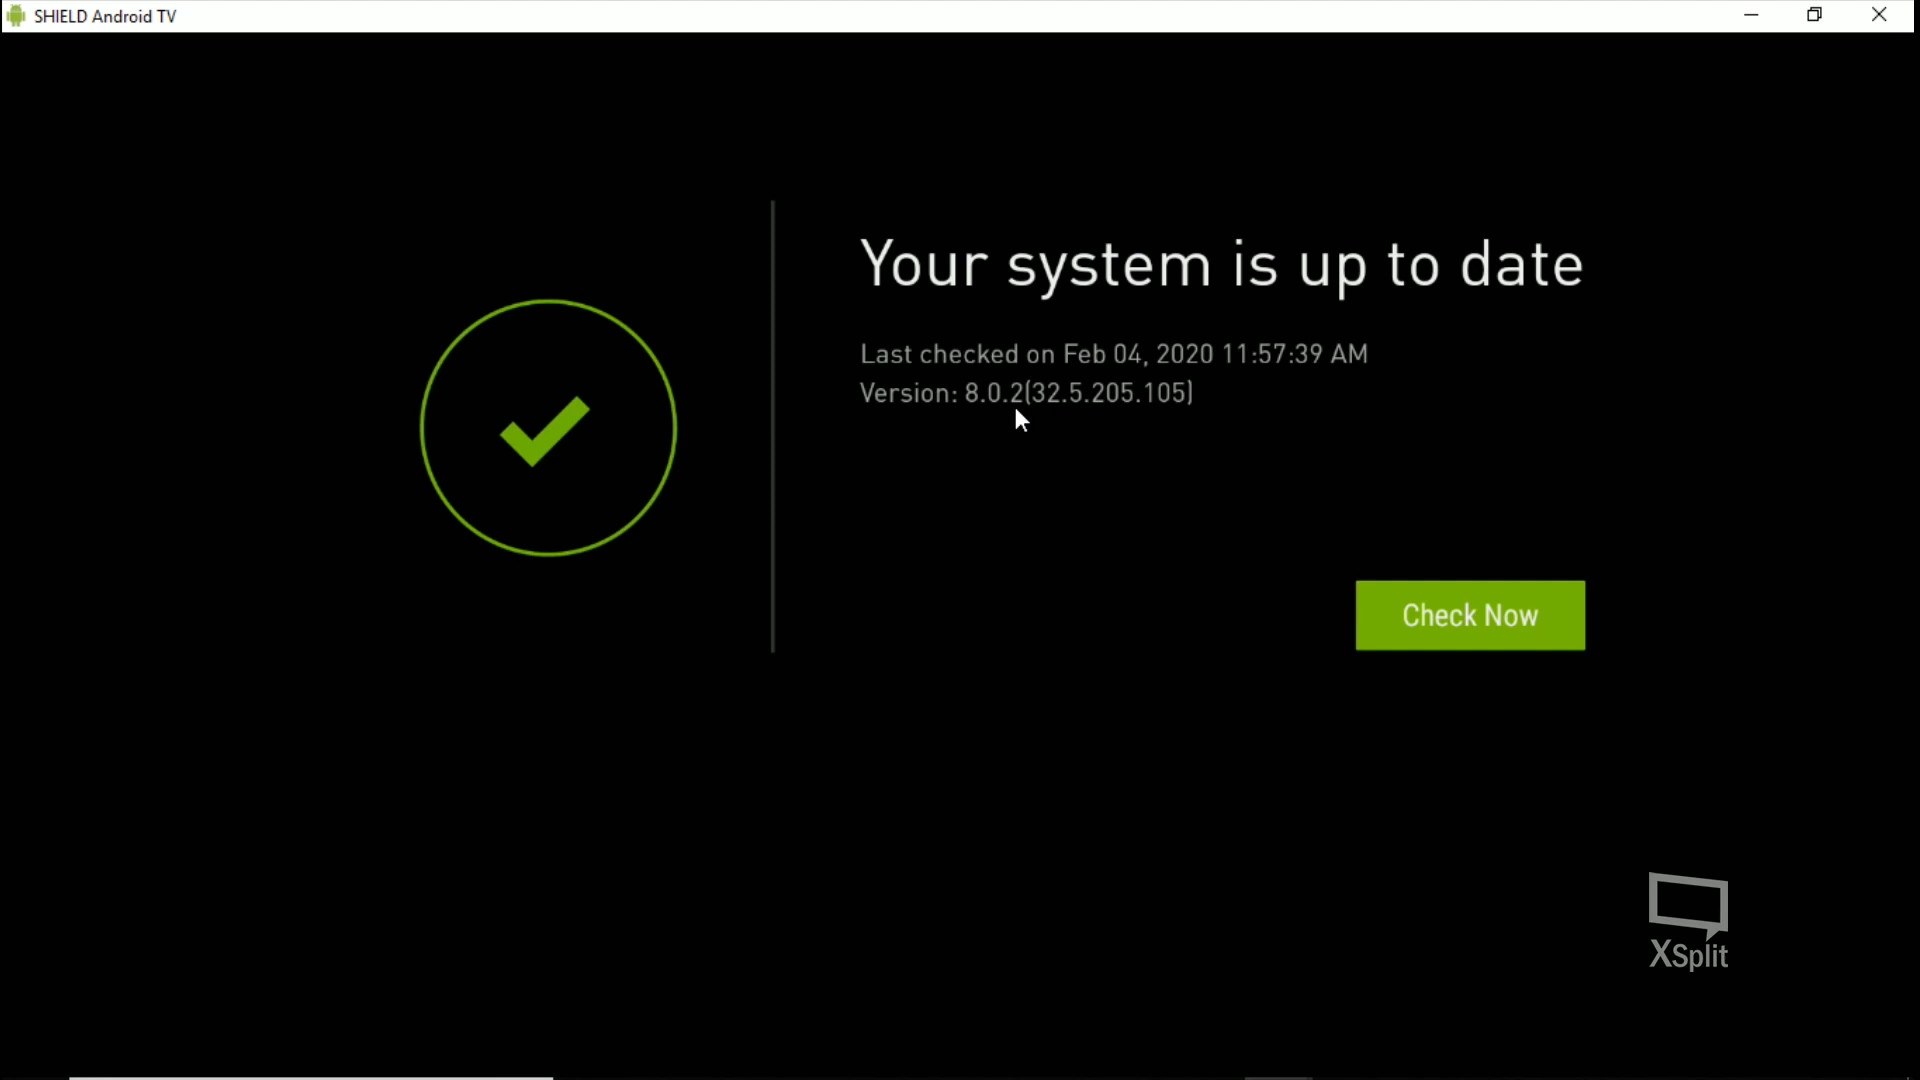 SHIELD Android TV
Your system is up to date
Last checked on Feb 04, 2020 11:57:39 AM
Version: 8.0.2(32.5.205.105)
Check Now
XSplit